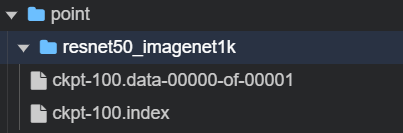 point
resnet50_imagenet1k
ckpt-100.data-00000-of-00001
ckpt-100.index